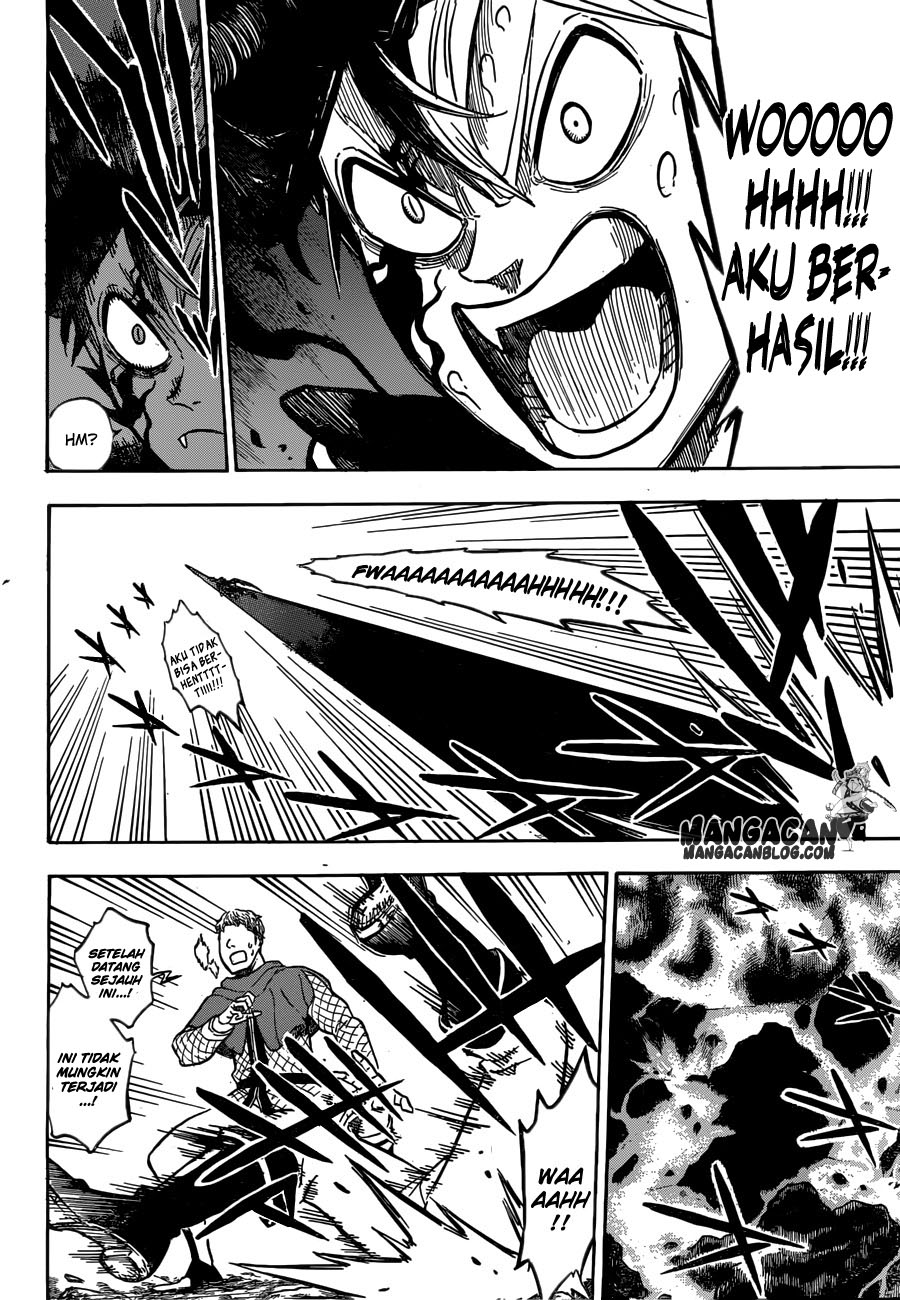 WOOOOO
HHHH!!!
AKU BER-
HASIL!!!
HM?
FWAAAAAAAAAAAHHHHH!!!
AKU TIDAK
BISA BER-
HENTTTT-
TIIII!!!
MANGACAN
MANGACANBLOG.COM
WAA
AAHH
!!
SETELAH
DATANG
SEJAUH
INI...!
INI TIDAK
MUNGKIN
TERJADI
...!